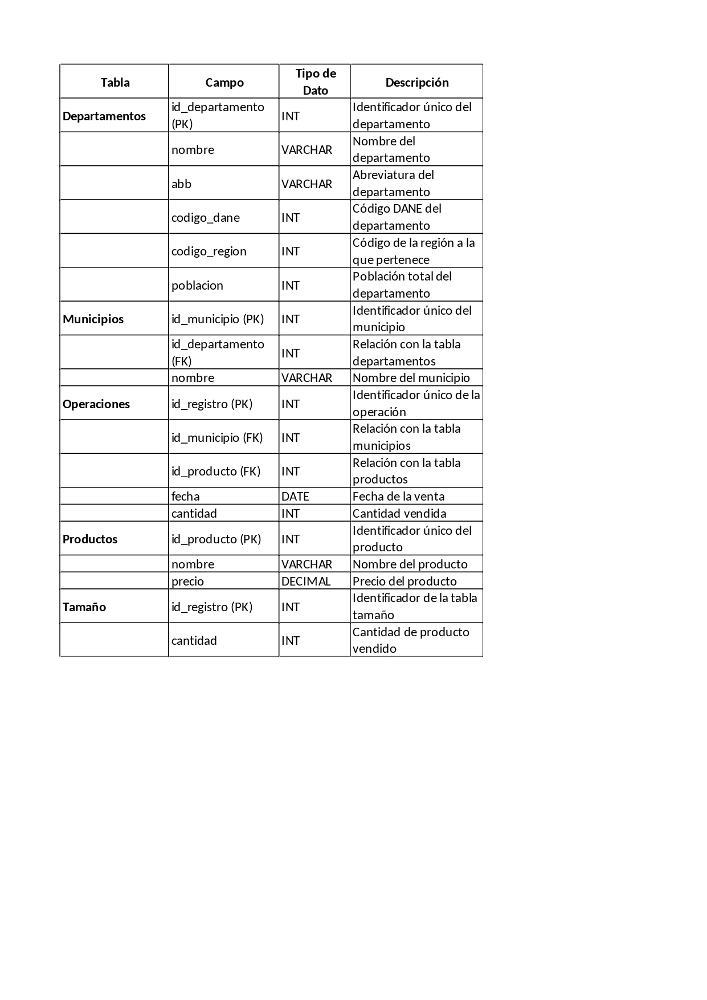 Tabla Campo Tipo de Dato Descripción
Departamentos id_departamento (PK) INT Identificador único del departamento
nombre VARCHAR Nombre del departamento
abb VARCHAR Abreviatura del departamento
codigo_dane INT Código DANE del departamento
codigo_region INT Código de la región a la que pertenece
poblacion INT Población total del departamento
Municipios id_municipio (PK) INT Identificador único del municipio
id_departamento (FK) INT Relación con la tabla departamentos
nombre VARCHAR Nombre del municipio
Operaciones id_registro (PK) INT Identificador único de la operación
id_municipio (FK) INT Relación con la tabla municipios
id_producto (FK) INT Relación con la tabla productos
fecha DATE Fecha de la venta
cantidad INT Cantidad vendida
Productos id_producto (PK) INT Identificador único del producto
nombre VARCHAR Nombre del producto
precio DECIMAL Precio del producto
Tamaño id_registro (PK) INT Identificador de la tabla tamaño
cantidad INT Cantidad de producto vendido